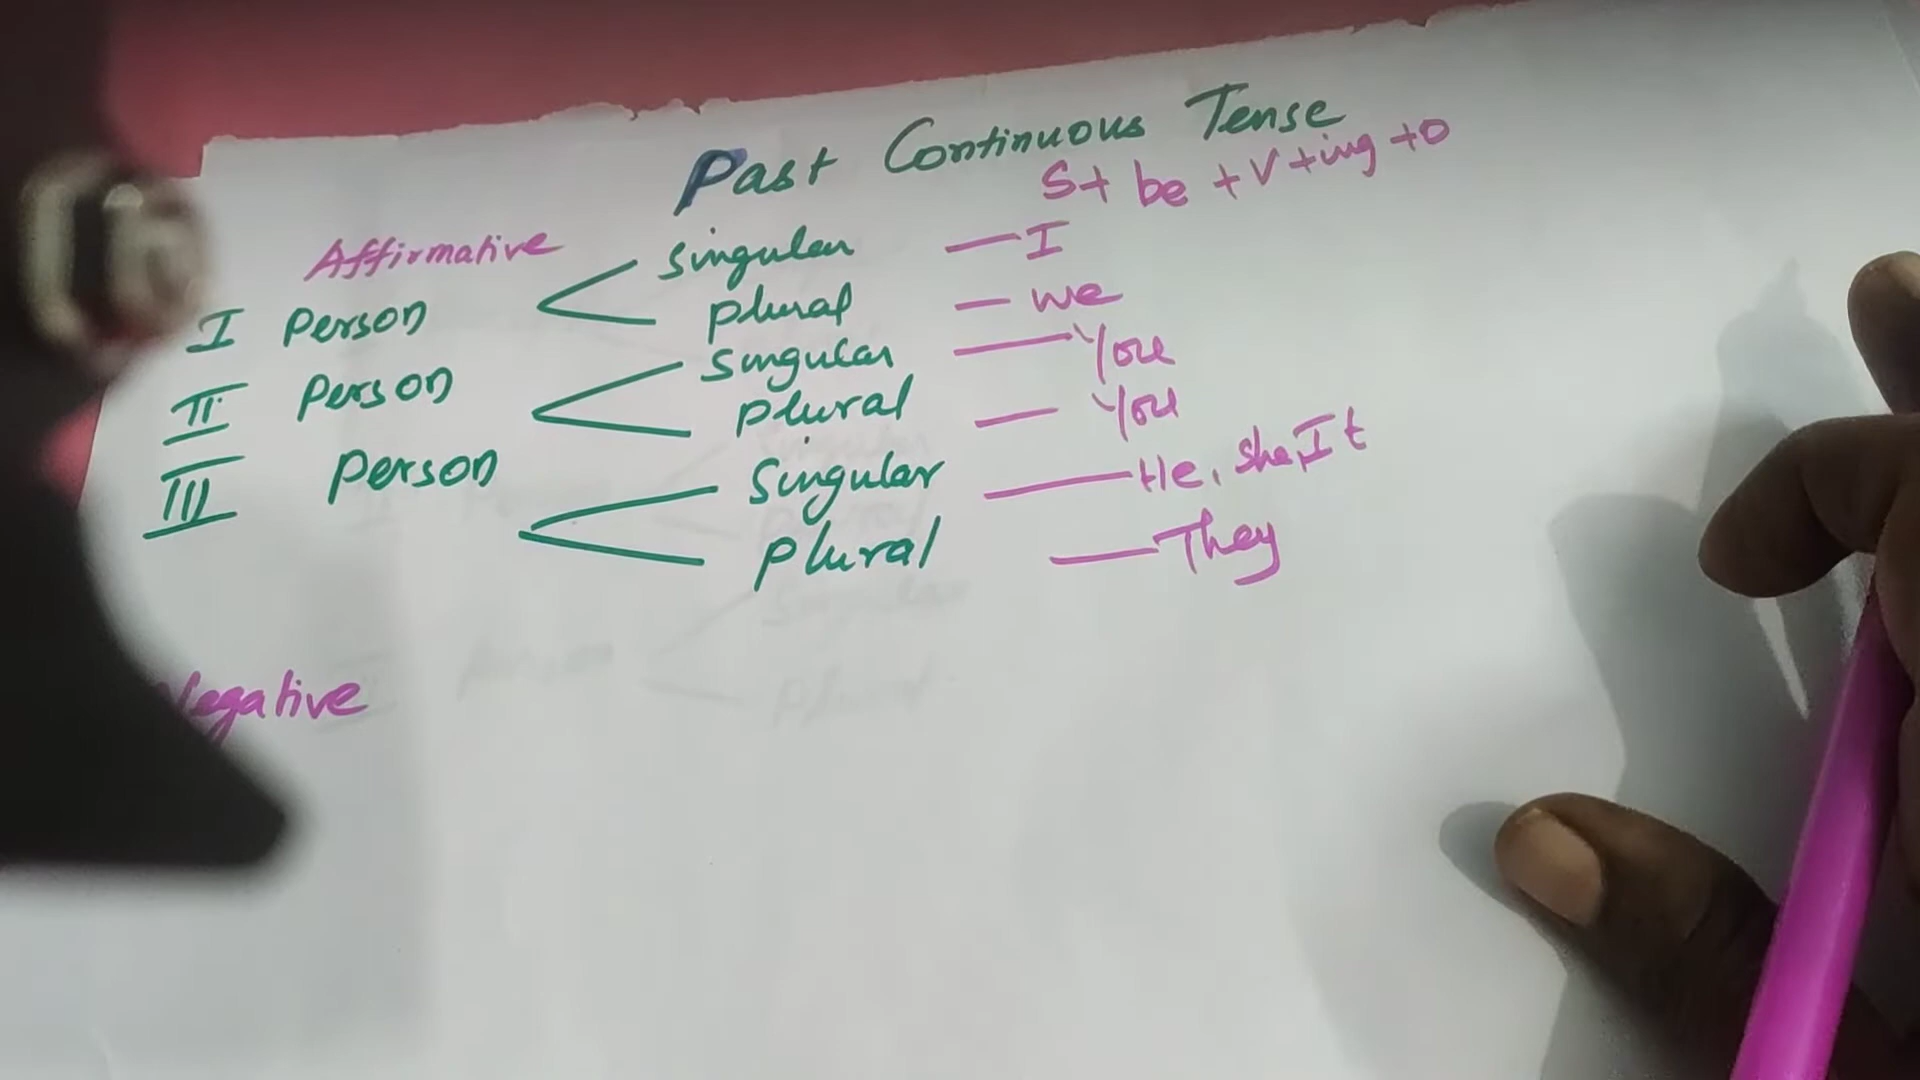 Past Continuous Tense
S+ be +V+ing+o
Affirmative
I Person singular — I
plural — we
II Person singular — You
plural — You
III person Singular — He, she, It
plural — They
Negative